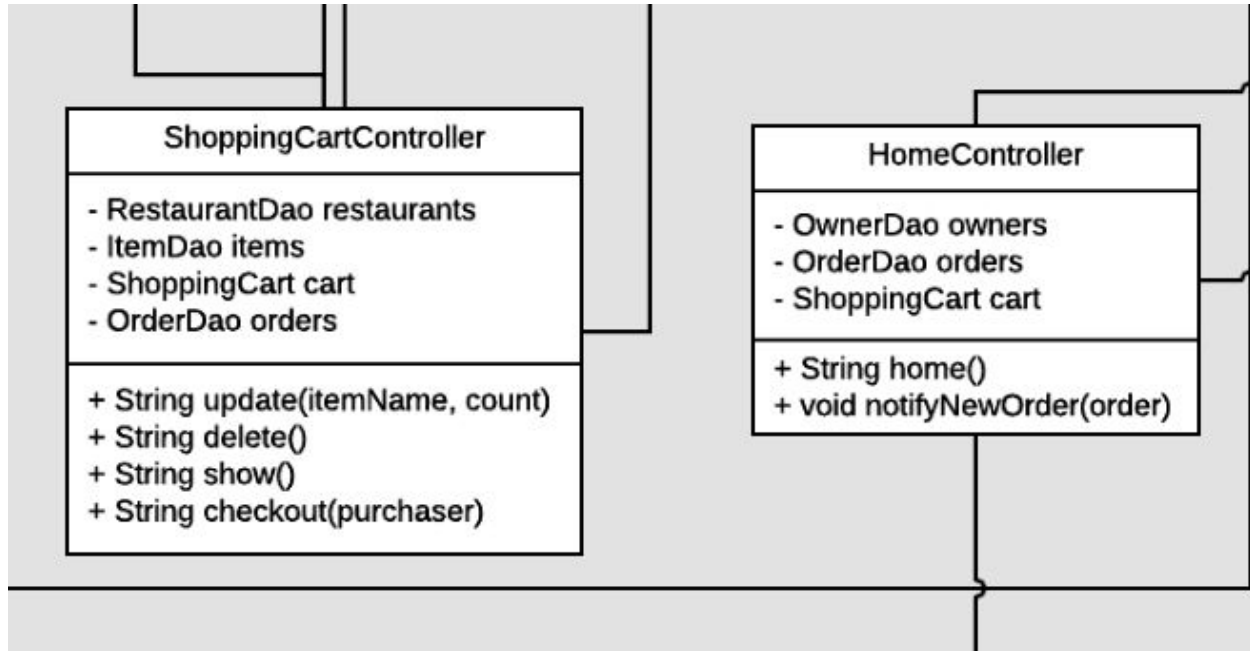 ShoppingCartController
- RestaurantDao restaurants
- ItemDao items
- ShoppingCart cart
- OrderDao orders
+ String update(itemName, count)
+ String delete()
+ String show()
+ String checkout(purchaser)
HomeController
- OwnerDao owners
- OrderDao orders
- ShoppingCart cart
+ String home()
+ void notifyNewOrder(order)